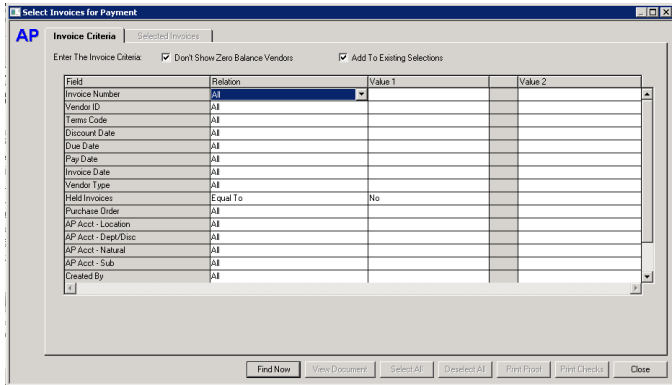 Select Invoices for Payment
AP
Invoice Criteria Selected Invoices
Enter The Invoice Criteria: Don't Show Zero Balance Vendors Add To Existing Selections
Field Relation Value 1 Value 2
Invoice Number All
Vendor ID All
Terms Code All
Discount Date All
Due Date All
Pay Date All
Invoice Date All
Vendor Type All
Held Invoices Equal To No
Purchase Order All
AP Acct - Location All
AP Acct - Dept/Disc All
AP Acct - Natural All
AP Acct - Sub All
Created By All
Find Now View Document Select All Deselect All Print Proof Print Checks Close